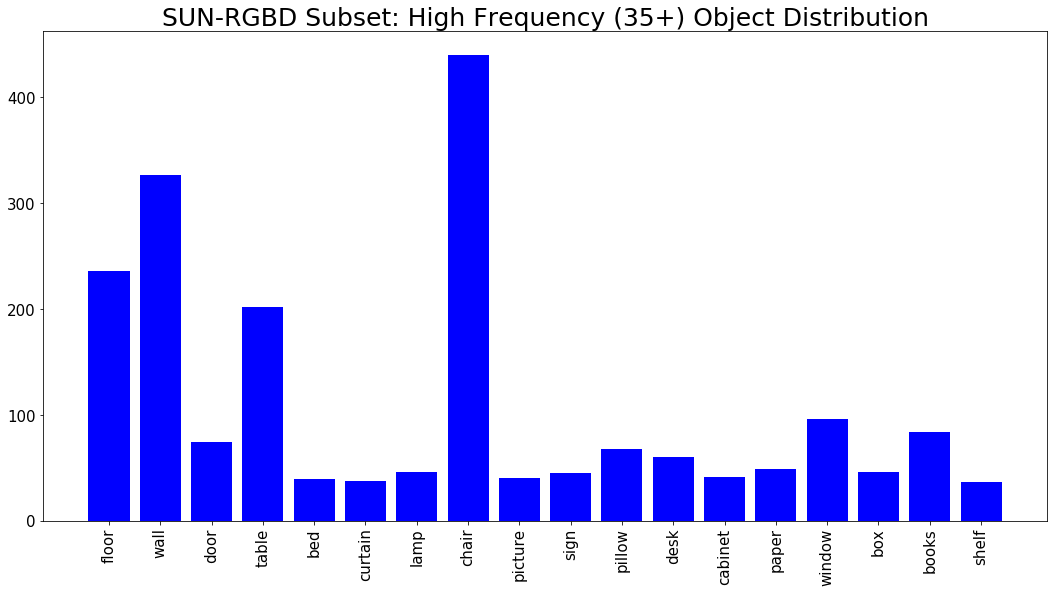 SUN-RGBD Subset: High Frequency (35+) Object Distribution
400
300
200
100
0
floor
wall
door
table
bed
curtain
lamp
chair
picture
sign
pillow
desk
cabinet
paper
window
box
books
shelf